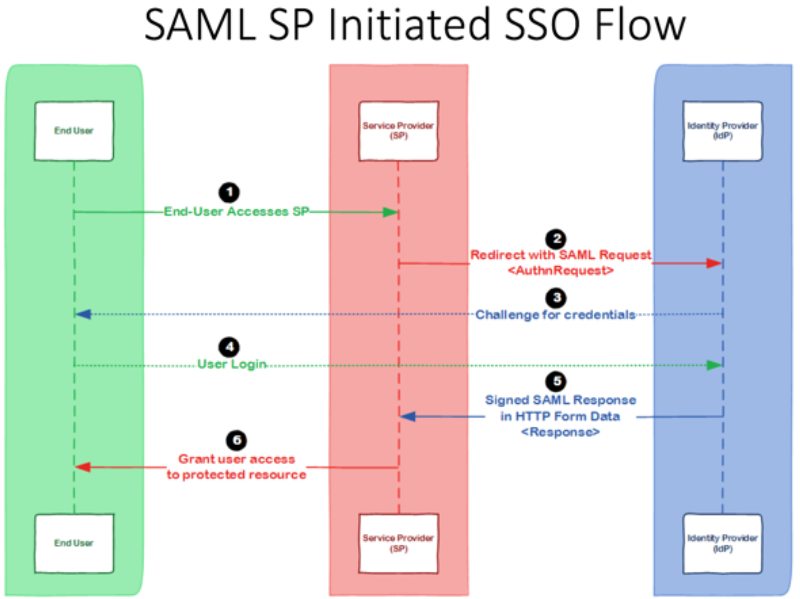 SAML SP Initiated SSO Flow
End User
Service Provider
(SP)
Identity Provider
(IdP)
1
End-User Accesses SP
2
Redirect with SAML Request
<AuthnRequest>
3
Challenge for credentials
4
User Login
5
Signed SAML Response
in HTTP Form Data
<Response>
6
Grant user access
to protected resource
End User
Service Provider
(SP)
Identity Provider
(IdP)